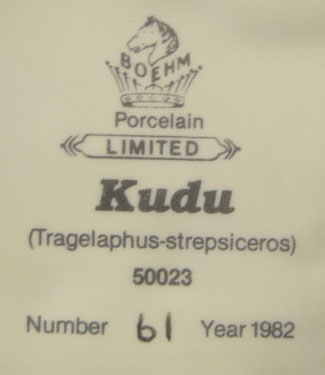 BOEHM
Porcelain
LIMITED
Kudu
(Tragelaphus-strepsiceros)
50023
Number 61 Year 1982